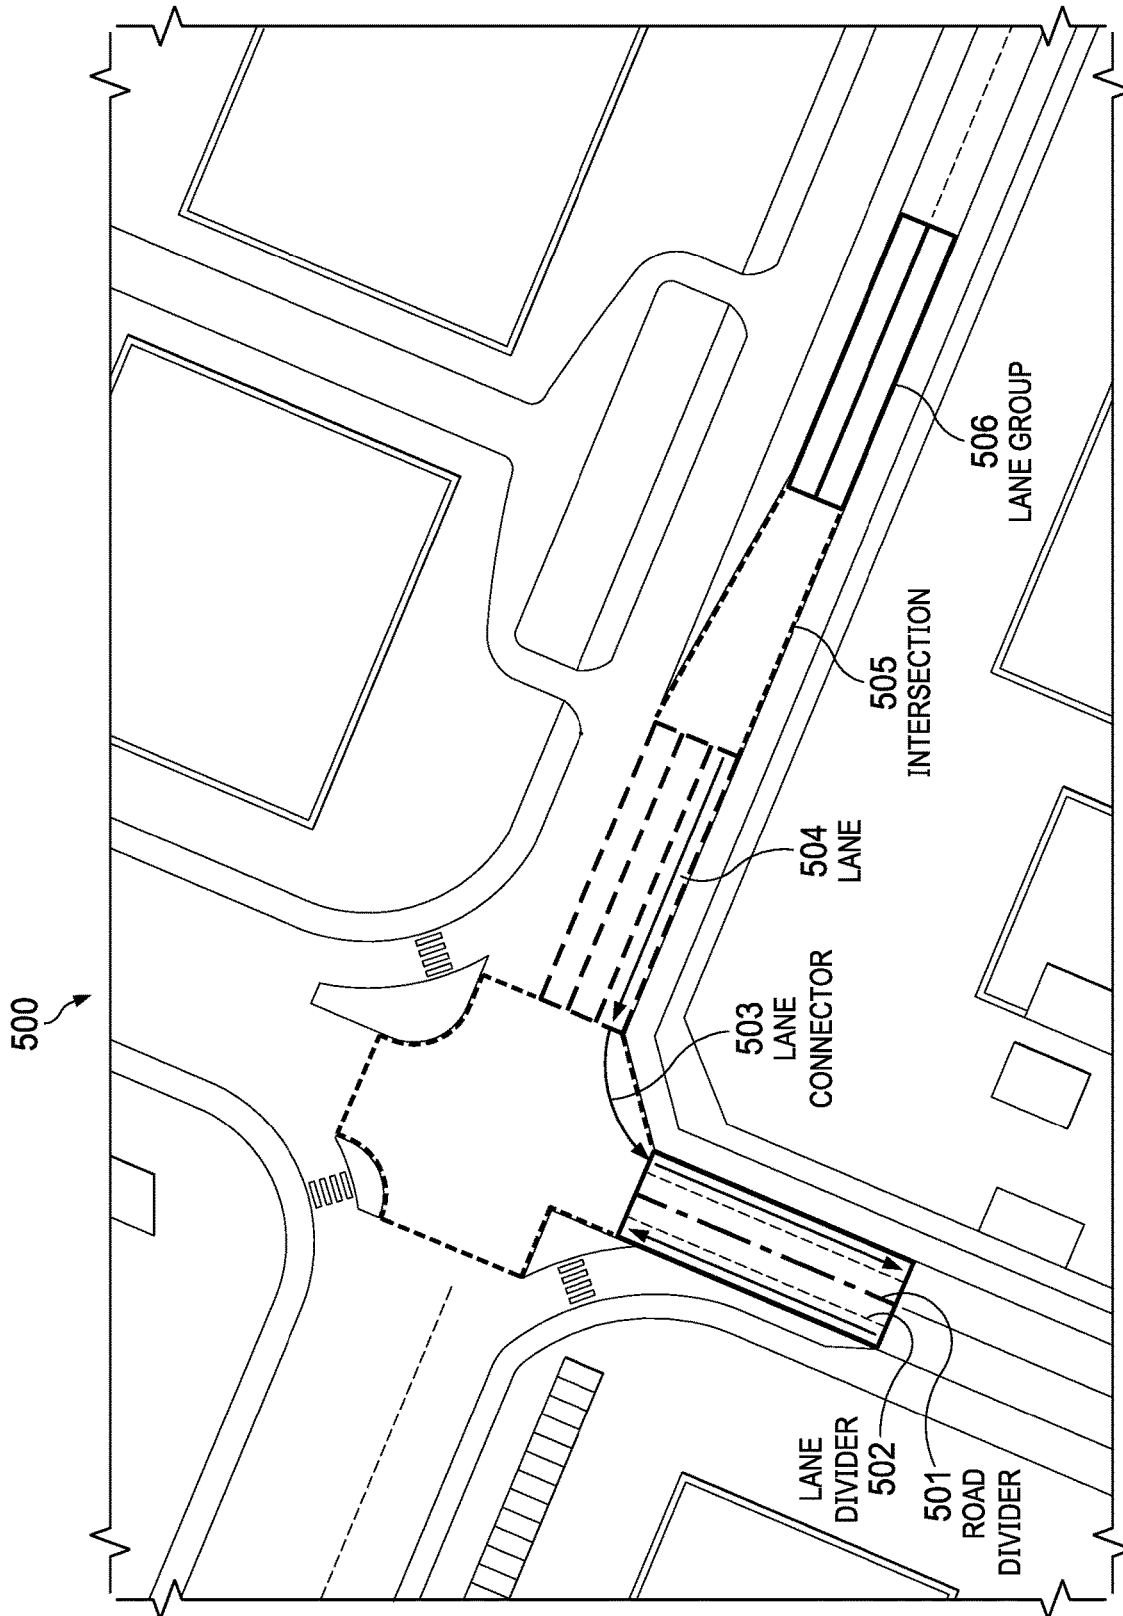 500
LANE
DIVIDER
502
501
ROAD
DIVIDER
503
LANE
CONNECTOR
504
LANE
505
INTERSECTION
506
LANE GROUP